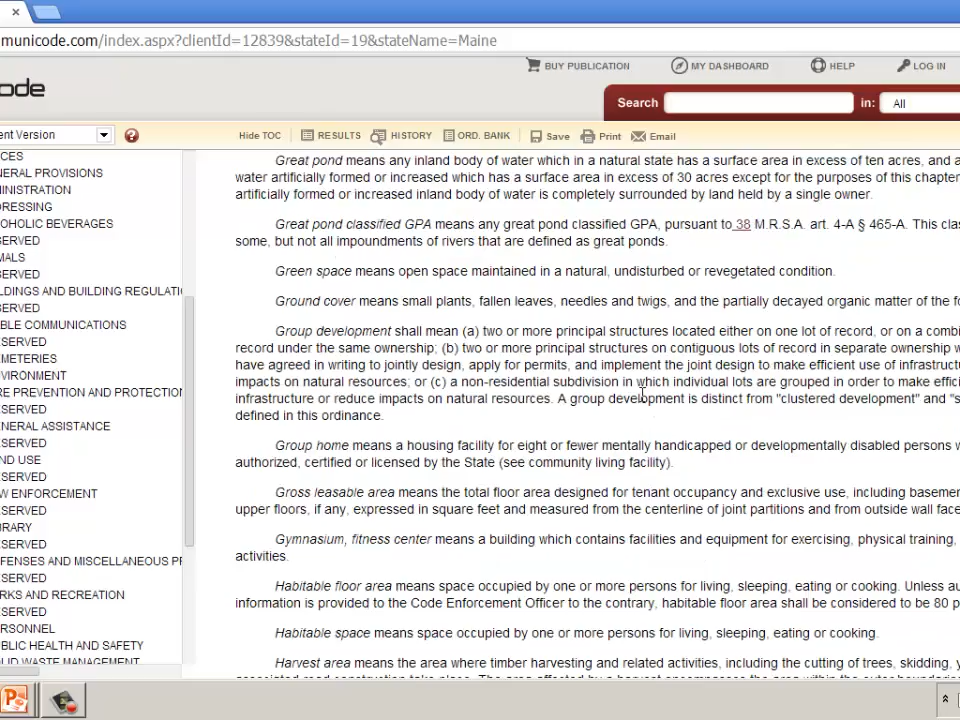 municode.com/index.aspx?clientId=12839&stateId=19&stateName=Maine
BUY PUBLICATION MY DASHBOARD HELP LOG IN
ode
Search in: All
ent Version
Hide TOC RESULTS HISTORY ORD. BANK Save Print Email
CES
NERAL PROVISIONS
MINISTRATION
DRESSING
OHOLIC BEVERAGES
SERVED
MALS
SERVED
LDINGS AND BUILDING REGULATI
SERVED
BLE COMMUNICATIONS
SERVED
METERIES
VIRONMENT
RE PREVENTION AND PROTECTION
SERVED
ENERAL ASSISTANCE
SERVED
ND USE
SERVED
W ENFORCEMENT
SERVED
BRARY
SERVED
FENSES AND MISCELLANEOUS PR
SERVED
RKS AND RECREATION
SERVED
RSONNEL
BLIC HEALTH AND SAFETY
LID WASTE MANAGEMENT
Great pond means any inland body of water which in a natural state has a surface area in excess of ten acres, and a
water artificially formed or increased which has a surface area in excess of 30 acres except for the purposes of this chapter
artificially formed or increased inland body of water is completely surrounded by land held by a single owner.
Great pond classified GPA means any great pond classified GPA, pursuant to 38 M.R.S.A. art. 4-A § 465-A. This clas
some, but not all impoundments of rivers that are defined as great ponds.
Green space means open space maintained in a natural, undisturbed or revegetated condition.
Ground cover means small plants, fallen leaves, needles and twigs, and the partially decayed organic matter of the fo
Group development shall mean (a) two or more principal structures located either on one lot of record, or on a combi
record under the same ownership; (b) two or more principal structures on contiguous lots of record in separate ownership w
have agreed in writing to jointly design, apply for permits, and implement the joint design to make efficient use of infrastructu
impacts on natural resources; or (c) a non-residential subdivision in which individual lots are grouped in order to make effici
infrastructure or reduce impacts on natural resources. A group development is distinct from "clustered development" and "s
defined in this ordinance.
Group home means a housing facility for eight or fewer mentally handicapped or developmentally disabled persons w
authorized, certified or licensed by the State (see community living facility).
Gross leasable area means the total floor area designed for tenant occupancy and exclusive use, including baseme
upper floors, if any, expressed in square feet and measured from the centerline of joint partitions and from outside wall face
Gymnasium, fitness center means a building which contains facilities and equipment for exercising, physical training,
activities.
Habitable floor area means space occupied by one or more persons for living, sleeping, eating or cooking. Unless au
information is provided to the Code Enforcement Officer to the contrary, habitable floor area shall be considered to be 80 p
Habitable space means space occupied by one or more persons for living, sleeping, eating or cooking.
Harvest area means the area where timber harvesting and related activities, including the cutting of trees, skidding, y